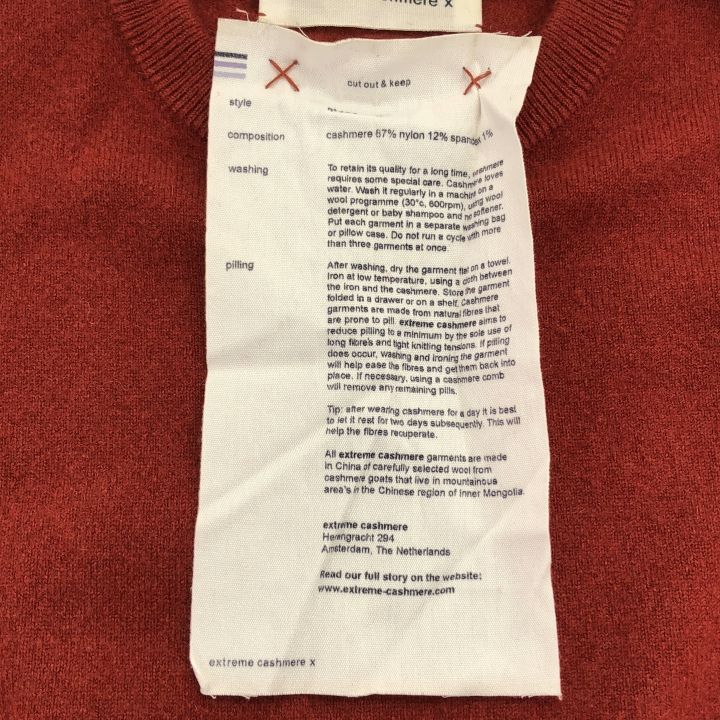 cashmere x
cut out & keep
style
composition cashmere 87% nylon 12% spandex 1%
washing To retain its quality for a long time, cashmere
requires some special care. Cashmere loves
water. Wash it regularly in a machine on a
wool programme (30°c, 600rpm), using wool
detergent or baby shampoo and no softener.
Put each garment in a separate washing bag
or pillow case. Do not run a cycle with more
than three garments at once.
pilling After washing, dry the garment flat on a towel.
Iron at low temperature, using a cloth between
the iron and the cashmere. Store the garment
folded in a drawer or on a shelf. Cashmere
garments are made from natural fibres that
are prone to pill. extreme cashmere aims to
reduce pilling to a minimum by the sole use of
long fibre's and tight knitting tensions. If pilling
does occur, washing and ironing the garment
will help ease the fibres and get them back into
place. If necessary, using a cashmere comb
will remove any remaining pills.
Tip: after wearing cashmere for a day it is best
to let it rest for two days subsequently. This will
help the fibres recuperate.
All extreme cashmere garments are made
in China of carefully selected wool from
cashmere goats that live in mountainous
area's in the Chinese region of Inner Mongolia.
extreme cashmere
Herengracht 294
Amsterdam, The Netherlands
Read our full story on the website:
www.extreme-cashmere.com
extreme cashmere x